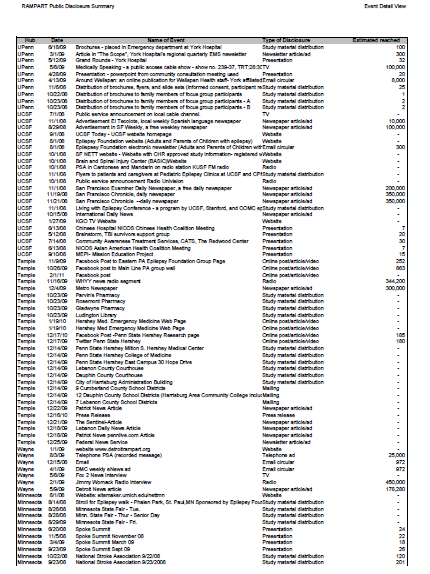 RAMPART Public Disclosure Summary Event Detail View
Hub Date Name of Event Type of Disclosure Estimated reached
UPenn 6/18/09 Brochures - placed in Emergency department at York Hospital Study material distribution 100
UPenn 3/1/09 Article in "The Scope", York Hospital's regional quarterly EMS newsletter Newsletter article/ad 300
UPenn 5/12/09 Grand Rounds - York Hospital Presentation 32
UPenn 5/8/09 Medically Speaking - a public access cable show - show no. 239-37, TRT:28:30 TV 100,000
UPenn 4/28/09 Presentation - powerpoint from community consultation meeting used Presentation 20
UPenn 4/13/09 Around Wellspan: an online publication for Wellspan Health staff- York affiliated Email circular 8,000
UPenn 11/6/08 Distribution of brochures, flyers, and slide sets (informed consent, participant m Study material distribution 25
UPenn 10/22/08 Distribution of brochures to family members of focus group participants Study material distribution 1
UPenn 10/23/08 Distribution of brochures to family members of focus group participants - A Study material distribution 2
UPenn 10/23/08 Distribution of brochures to family members of focus group participants - B Study material distribution 2
UCSF 7/1/08 Public service announcement on local cable channel TV -
UCSF 11/1/08 Advertisement El Tecolote, local weekly Spanish language newspaper Newspaper article/ad 10,000
UCSF 8/29/08 Advertisement in SF Weekly, a free weekley newspaper Newspaper article/ad 100,000
UCSF 9/1/08 UCSF Today - UCSF website homepage Website -
UCSF 8/1/08 Epilepsy Foundation website (Adults and Parents of Children with epilepsy) Website -
UCSF 8/1/08 Epilepsy Foundation electronic newsletter (Adults and Parents of Children with Email circular 300
UCSF 10/1/08 SF NETT website - Website with CHR approved study information- registered w Website -
UCSF 10/1/08 Brain and Spinal Injury Center (BASIC)Website Website -
UCSF 10/1/08 PSA in Cantonese and Mandarin on radio station KUSF FM radio Radio -
UCSF 11/1/08 Flyers to patients and caregivers at Pediatric Epilepsy Clinics at UCSF and CPI Study material distribution -
UCSF 10/1/08 Public service announcement Radio Univision Radio -
UCSF 11/1/08 San Francisco Examiner Daily Newspaper, a free daily newspaper Newspaper article/ad 200,000
UCSF 11/19/08 San Francisco Chronicle, daily newspaper Newspaper article/ad 350,000
UCSF 11/21/08 San Francisco Chronicle --daily newspaper Newspaper article/ad 350,000
UCSF 11/1/08 Living with Epilepsy Conference - a program by UCSF, Stanford, and COMC ep Study material distribution -
UCSF 10/15/08 International Daily News Newspaper article/ad -
UCSF 1/27/09 KGO TV Website Website -
UCSF 6/13/08 Chinese Hospital NICOS Chinese Health Coalition Meeting Presentation 7
UCSF 5/12/08 Brainstorm, TBI survivors support group Presentation 20
UCSF 7/14/08 Community Awareness Treatment Services, CATS, The Redwood Center Presentation 30
UCSF 6/13/08 NICOS Asian American Health Coalition Meeting Presentation 7
UCSF 9/10/08 MEPI- Mission Education Project Presentation 15
Temple 11/9/09 Facebook Post to Eastern PA Epilepsy Foundation Group Page Online post/article/video 252
Temple 10/26/09 Facebook post to Main Line PA group wall Online post/article/video 863
Temple 2/1/11 Facebook post Online post/article/video -
Temple 11/16/09 WHYY news radio segment Radio 344,200
Temple 12/4/09 Metro Newspaper Newspaper article/ad 300,000
Temple 10/23/09 Parvin's Pharmacy Study material distribution -
Temple 10/23/09 Rosemont Pharmacy Study material distribution -
Temple 10/23/09 Gladwyne Pharmacy Study material distribution -
Temple 10/23/09 Ludington Library Study material distribution -
Temple 1/19/10 Hershey Med. Emergency Medicine Web Page Online post/article/video -
Temple 1/19/10 Hershey Med Emergency Medicine Web Page Online post/article/video -
Temple 12/17/10 Facebook Post -Penn State Hershey Research page Online post/article/video 185
Temple 12/17/09 Twitter Penn State Hershey Online post/article/video 180
Temple 12/14/09 Penn State Hershey Milton S. Hershey Medical Center Study material distribution -
Temple 12/14/09 Penn State Hershey College of Medicine Study material distribution -
Temple 12/14/09 Penn State Hershey East Campus 30 Hope Drive Study material distribution -
Temple 12/14/09 Lebanon County Courthouse Study material distribution -
Temple 12/14/09 Dauphin County Courthouse Study material distribution -
Temple 12/14/09 City of Harrisburg Administration Building Study material distribution -
Temple 12/14/09 9 Cumberland County School Districts Mailing -
Temple 12/14/09 12 Dauphin County School Districts (Harrisburg Area Community College inclu Mailing -
Temple 12/14/09 7 Lebanon County School Districts Mailing -
Temple 12/22/09 Patriot News Article Newspaper article/ad -
Temple 12/16/10 Press Release Press release -
Temple 12/21/09 The Sentinel-Article Newspaper article/ad -
Temple 12/18/09 Lebanon Daily News Article Newspaper article/ad -
Temple 12/18/09 Patriot News pennlive.com Article Newspaper article/ad -
Temple 12/25/09 Federal News Service Newsletter article/ad -
Wayne 1/1/09 website www.detroitrampart.org Website -
Wayne 8/3/09 Telephone PSA (recorded message) Telephone ad 25,000
Wayne 12/15/08 Email Email circular 972
Wayne 4/1/09 DMC weekly eNews ad Email circular 972
Wayne 5/8/09 Fox 2 News Interview TV -
Wayne 2/1/09 Jimmy Womack Radio Interview Radio 450,000
Wayne 5/9/09 Detroit News article Newspaper article/ad 178,280
Minnesota 6/1/08 Website: sitemaker.umich.edu/nettmn Website -
Minnesota 8/14/08 Stroll for Epilepsy walk - Phalen Park, St. Paul,MN Sponsored by Epilepsy Fou Study material distribution -
Minnesota 8/26/08 Minnesota State Fair - Tue. Study material distribution -
Minnesota 8/28/08 Minn. State Fair - Thur - Senior Day Study material distribution -
Minnesota 8/29/08 Minnesota State Fair - Fri. Study material distribution -
Minnesota 6/20/08 Spoke Summit Presentation 24
Minnesota 11/5/08 Spoke Summit November 08 Presentation 22
Minnesota 3/4/09 Spoke Summit March 09 Presentation 18
Minnesota 9/23/09 Spoke Summit Sept 09 Presentation 26
Minnesota 10/22/08 National Stroke Association 9/22/08 Study material distribution 120
Minnesota 9/23/08 National Stroke Association 9/23/2008 Study material distribution 201